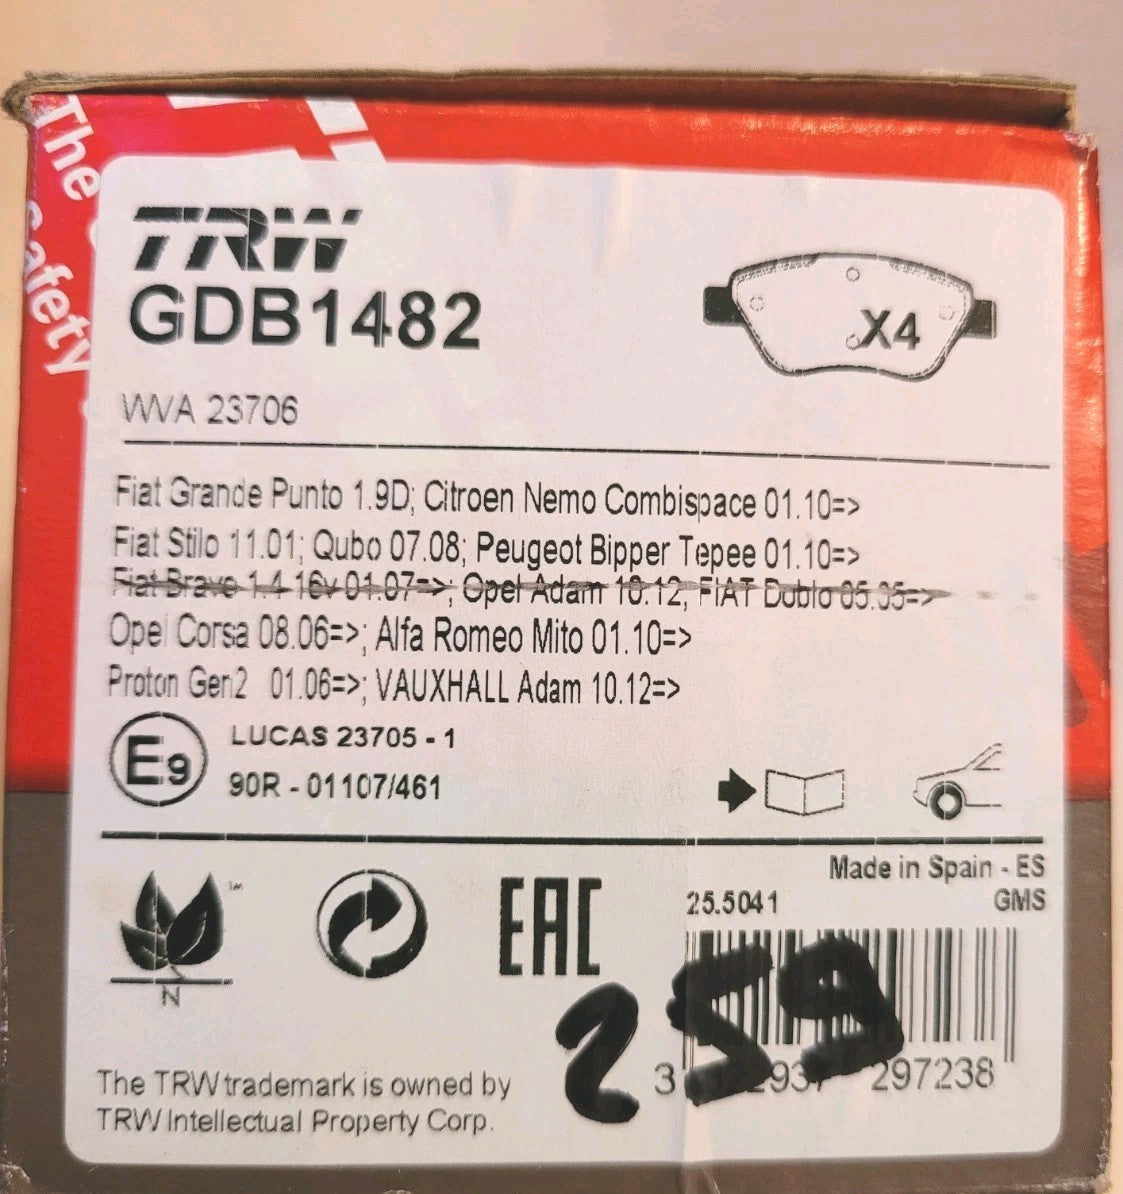 The
Safety
TRW
GDB1482
X4
WVA 23706
Fiat Grande Punto 1.9D; Citroen Nemo Combispace 01.10=>
Fiat Stilo 11.01; Qubo 07.08; Peugeot Bipper Tepee 01.10=>
Fiat Bravo 1.4 16v 01.07=>; Opel Adam 10.12; FIAT Doblo 05.05=>
Opel Corsa 08.06=>; Alfa Romeo Mito 01.10=>
Proton Gen2 01.06=>; VAUXHALL Adam 10.12=>
E9
LUCAS 23705 - 1
90R - 01107/461
Made in Spain - ES
25.5041 GMS
TM
N
EAC
259
3 297238
The TRW trademark is owned by
TRW Intellectual Property Corp.